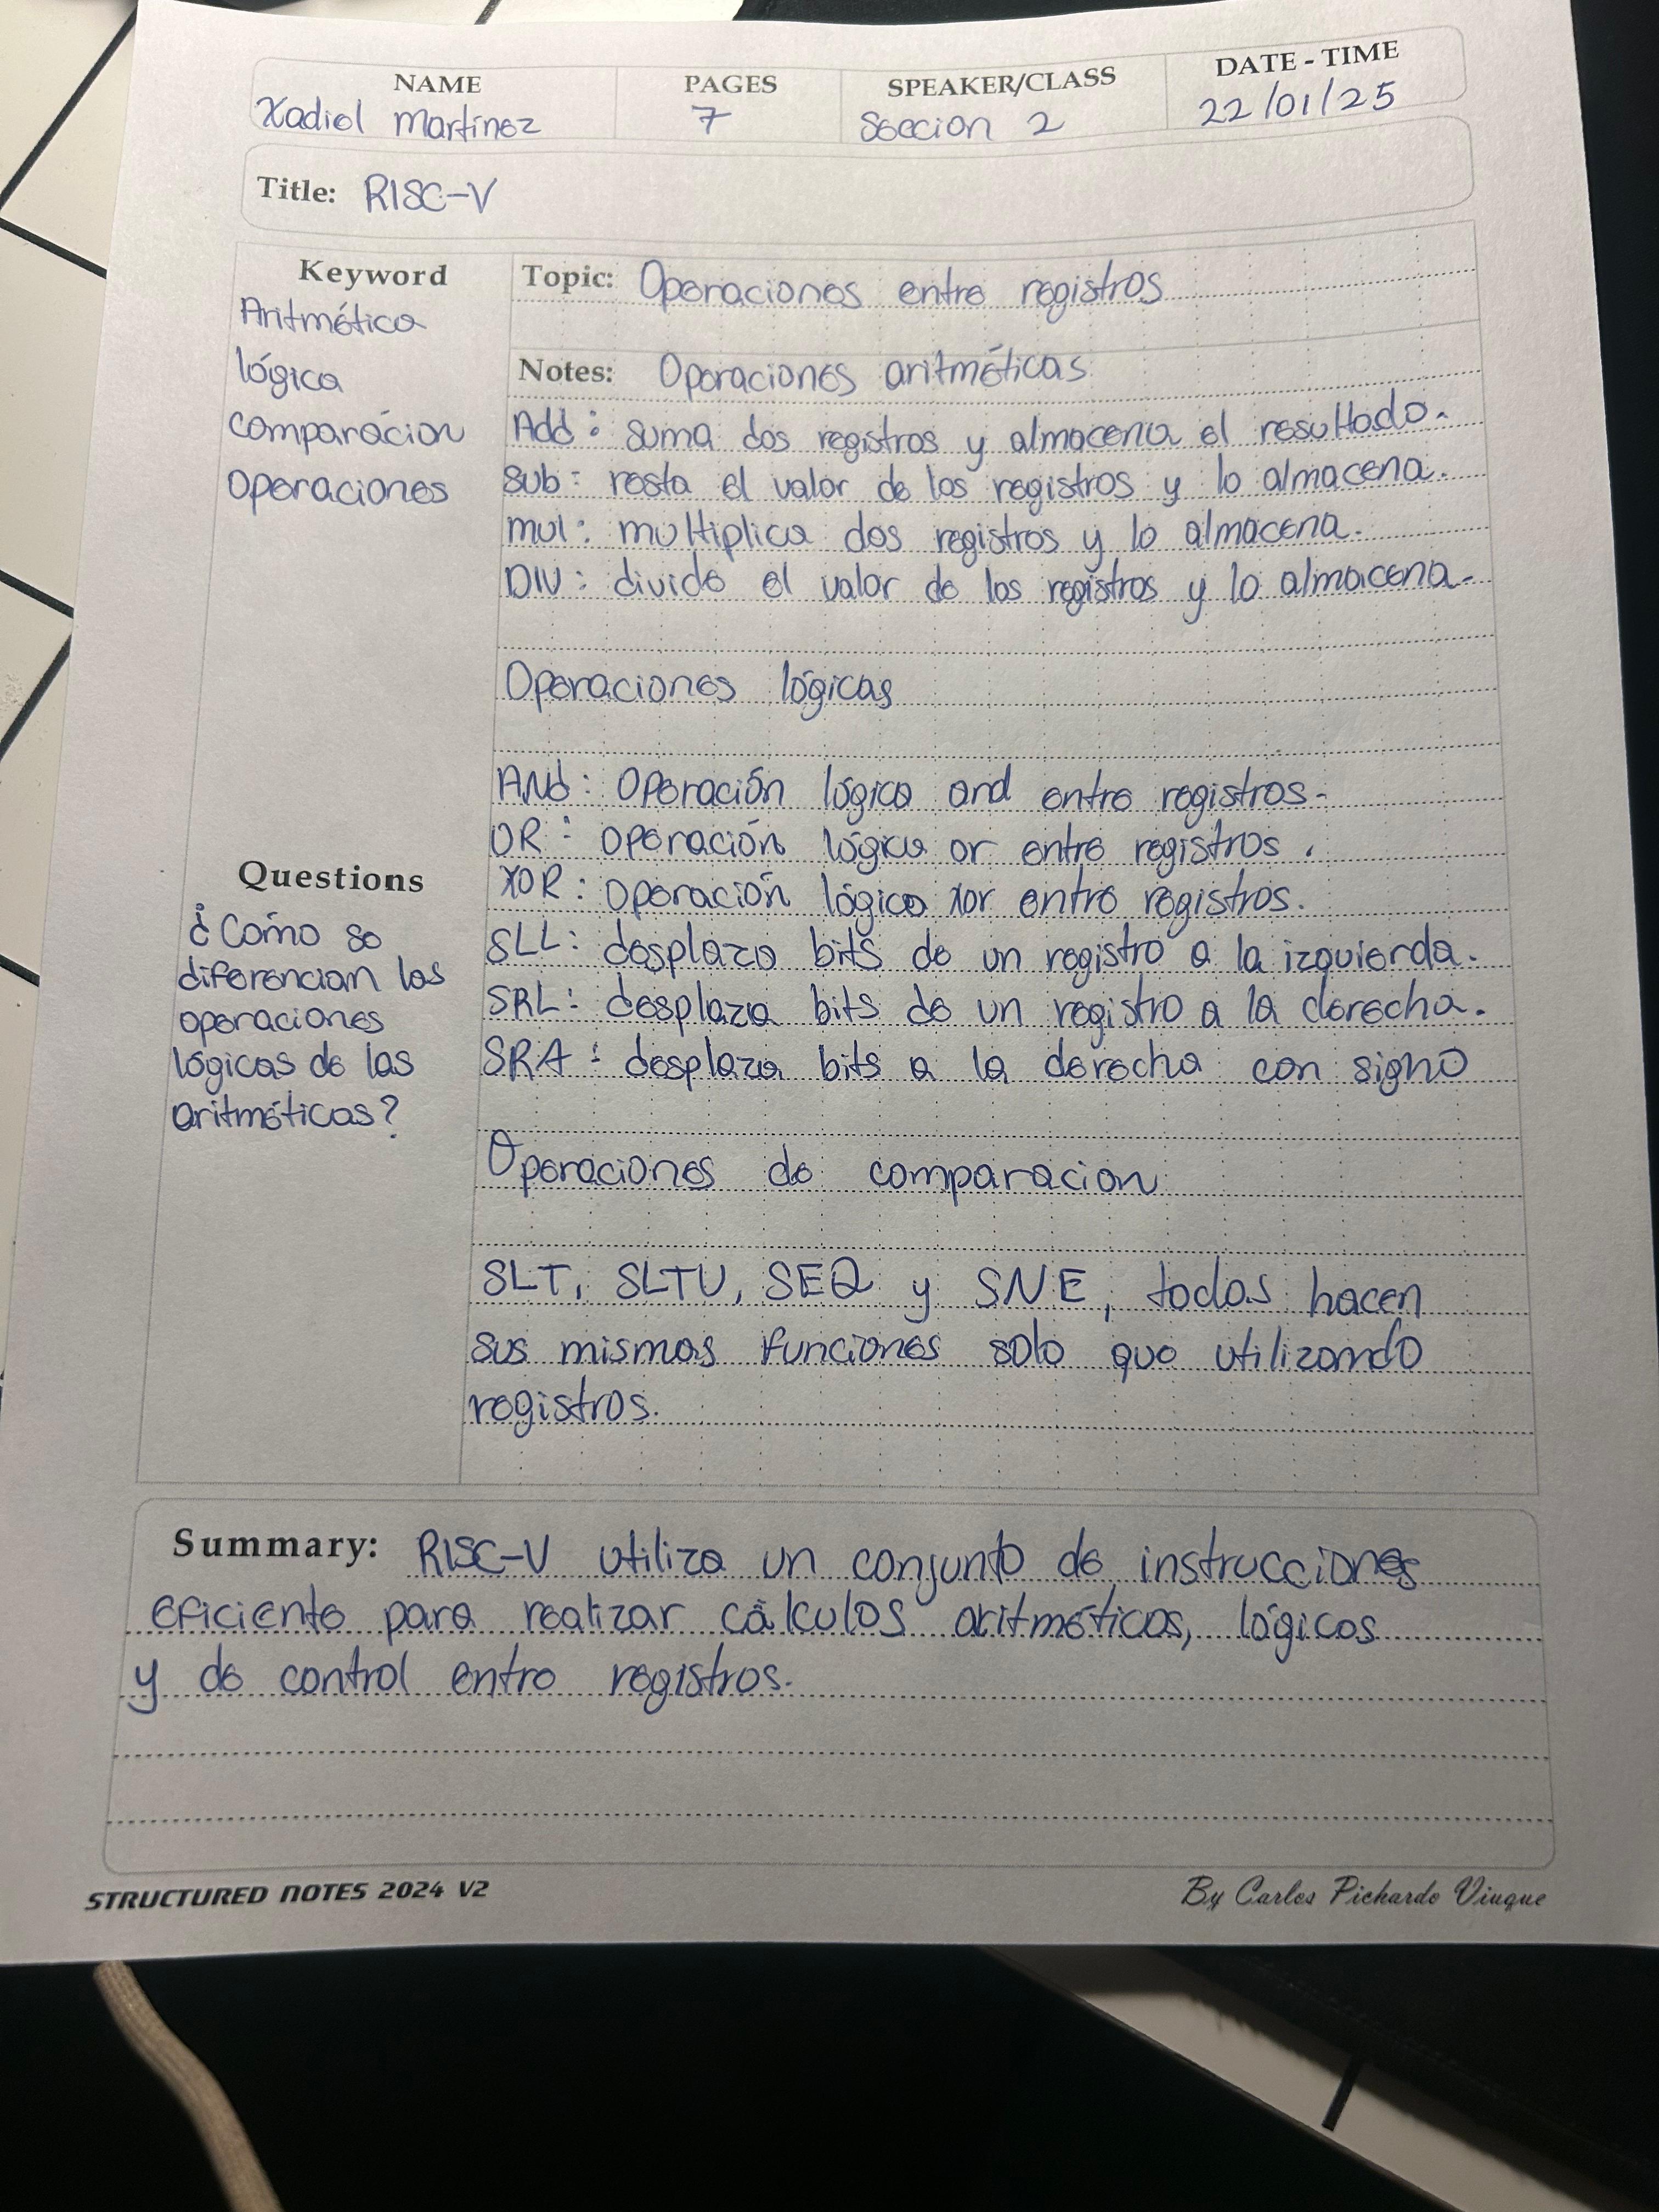 NAME PAGES SPEAKER/CLASS DATE - TIME
Xadiel Martínez 7 Seccion 2 22/01/25
Title: RISC-V
Keyword
Aritmética
lógica
comparación
Operaciones
Topic: Operaciones entre registros
Notes: Operaciones aritméticas
Add: suma dos registros y almacena el resultado.
Sub: resta el valor de los registros y lo almacena.
mul: multiplica dos registros y lo almacena.
DIV: divide el valor de los registros y lo almacena.
Operaciones lógicas
AND: Operación lógica and entre registros.
OR: operación lógica or entre registros.
XOR: operación lógica xor entre registros.
SLL: desplaza bits de un registro a la izquierda.
SRL: desplaza bits de un registro a la derecha.
SRA: desplaza bits a la derecha con signo
Operaciones de comparacion
SLT, SLTU, SEQ y SNE, todas hacen
sus mismas funciones solo que utilizando
registros.
Questions
¿Como se
diferencian las
operaciones
lógicas de las
aritméticas?
Summary: RISC-V utiliza un conjunto de instrucciones
eficiente para realizar cálculos aritméticos, lógicos
y de control entre registros.
STRUCTURED NOTES 2024 V2
By Carlos Pichardo Viuque